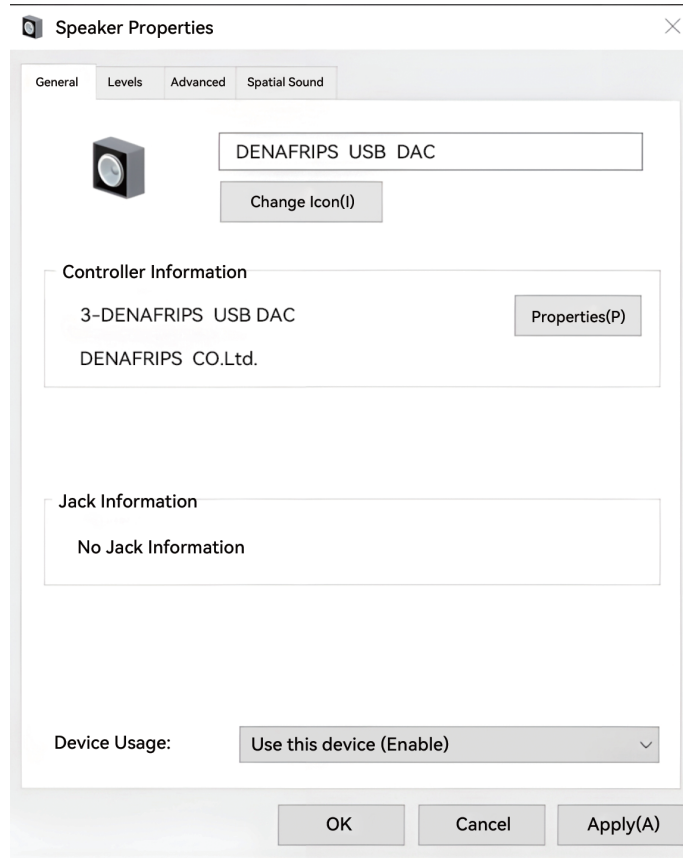 Speaker Properties
General Levels Advanced Spatial Sound
DENAFRIPS USB DAC
Change Icon(I)
Controller Information
3-DENAFRIPS USB DAC
Properties(P)
DENAFRIPS CO.Ltd.
Jack Information
No Jack Information
Device Usage: Use this device (Enable)
OK Cancel Apply(A)